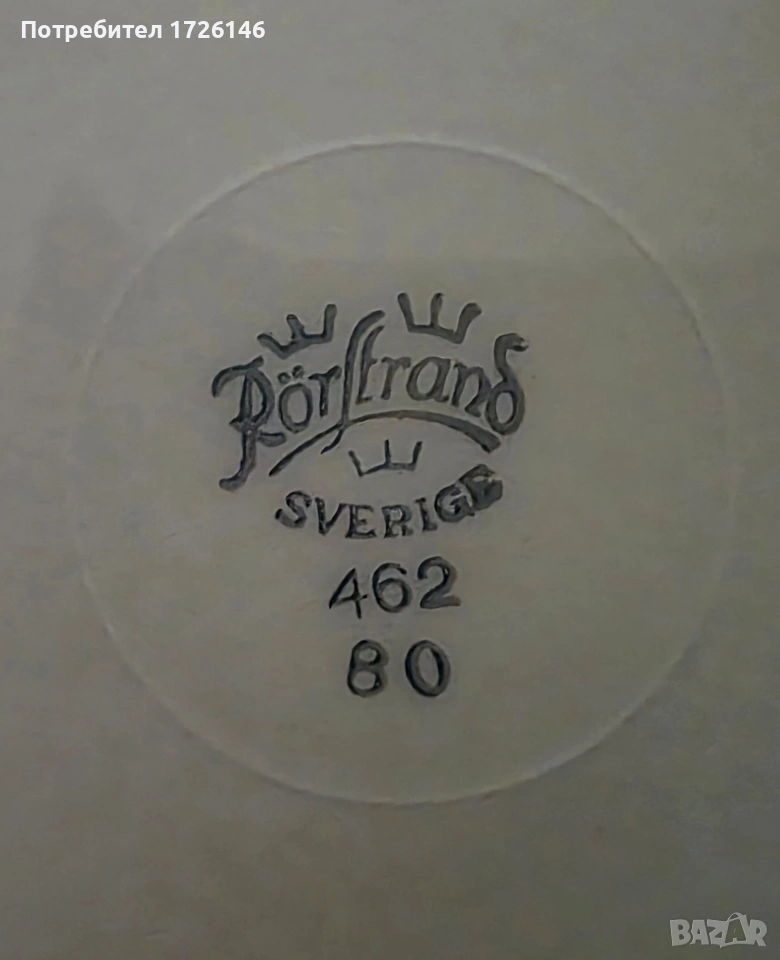 Потребител 1726146
Rörstrand
SVERIGE
462
80
BAZAR